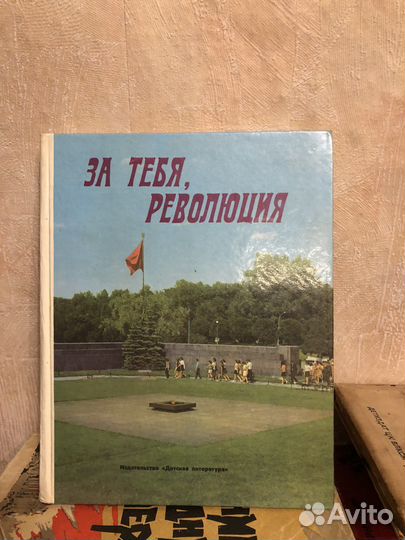 ЗА ТЕБЯ,
РЕВОЛЮЦИЯ
Издательство «Детская литература»
Avito